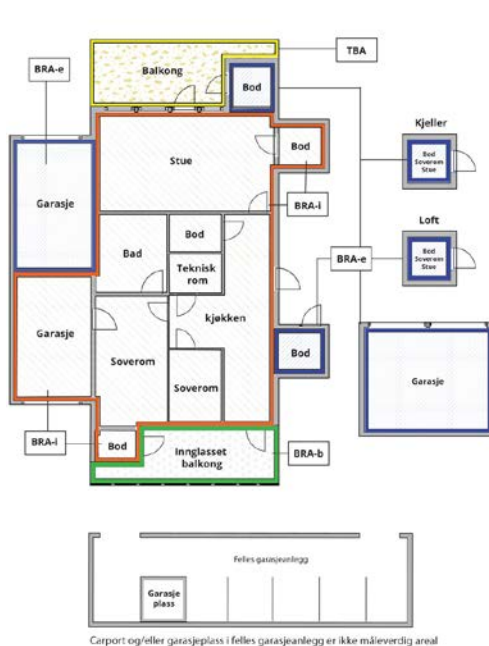 TBA
BRA-e
Balkong
Bod
Kjeller
Bod
Soverom
Stue
Stue
Bod
Garasje
BRA-i
Loft
Bod
Soverom
Stue
Bad
Bod
Teknisk
rom
BRA-e
kjøkken
Garasje
Soverom
Soverom
Bod
Garasje
BRA-i
Bod
Innglasset
balkong
BRA-b
Felles garasjeanlegg
Garasje
plass
Carport og/eller garasjeplass i felles garasjeanlegg er ikke måleverdig areal